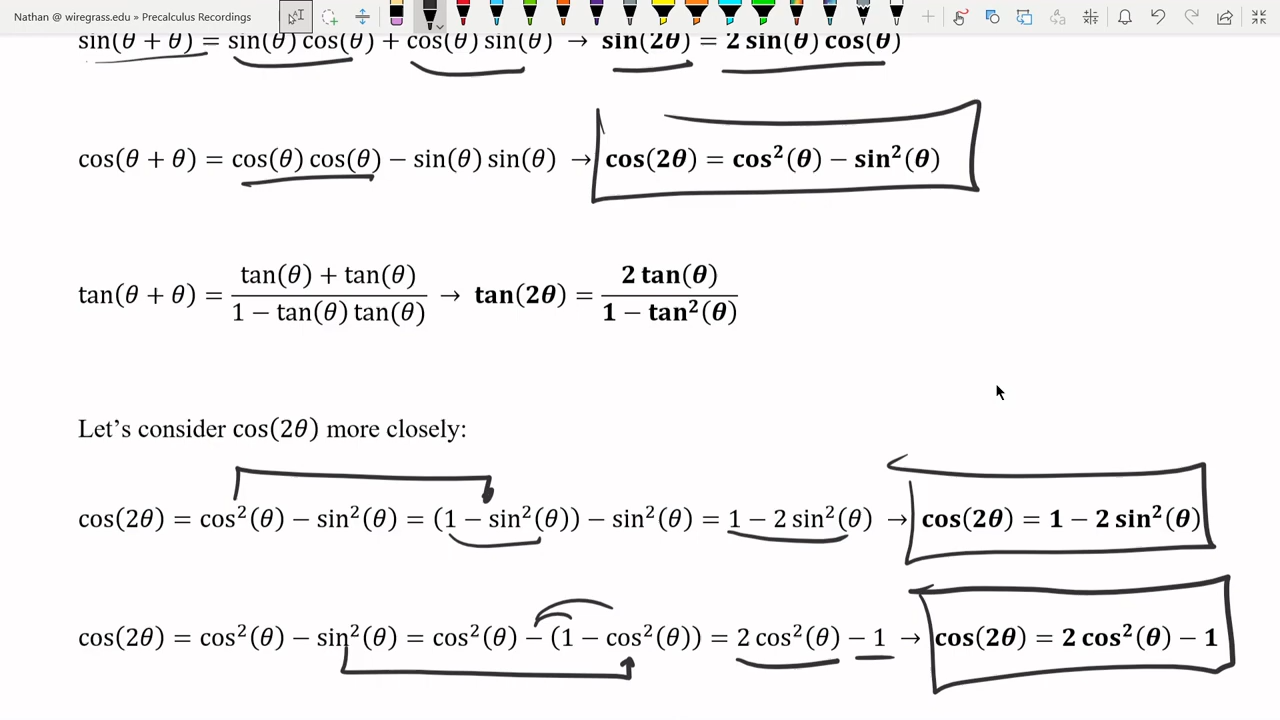 Nathan @ wiregrass.edu » Precalculus Recordings
sin(θ + θ) = sin(θ) cos(θ) + cos(θ) sin(θ) → sin(2θ) = 2 sin(θ) cos(θ)
cos(θ + θ) = cos(θ) cos(θ) − sin(θ) sin(θ) → cos(2θ) = cos²(θ) − sin²(θ)
tan(θ + θ) = (tan(θ) + tan(θ))/(1 − tan(θ) tan(θ)) → tan(2θ) = (2 tan(θ))/(1 − tan²(θ))
Let’s consider cos(2θ) more closely:
cos(2θ) = cos²(θ) − sin²(θ) = (1 − sin²(θ)) − sin²(θ) = 1 − 2 sin²(θ) → cos(2θ) = 1 − 2 sin²(θ)
cos(2θ) = cos²(θ) − sin²(θ) = cos²(θ) − (1 − cos²(θ)) = 2 cos²(θ) − 1 → cos(2θ) = 2 cos²(θ) − 1